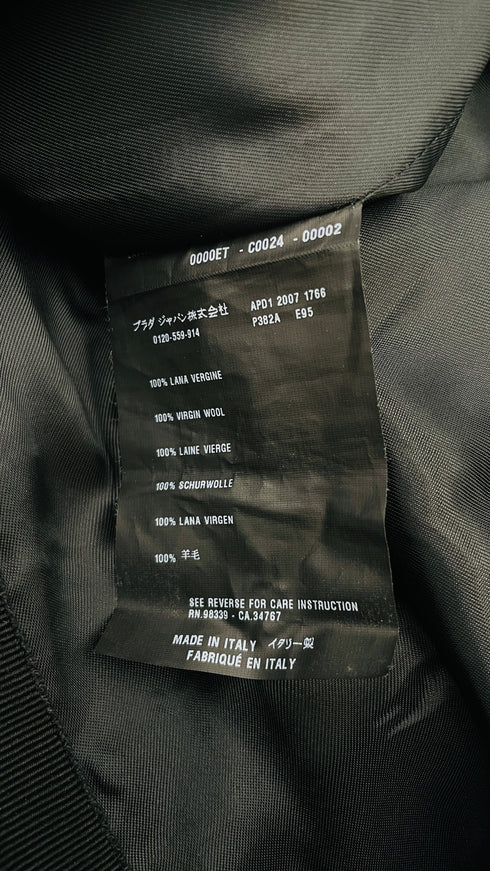 0000ET - C0024 - 00002
プラダ ジャパン株式会社
0120-559-914
APD1 2007 1766
P3B2A E95
100% LANA VERGINE
100% VIRGIN WOOL
100% LAINE VIERGE
100% SCHURWOLLE
100% LANA VIRGEN
100% 羊毛
SEE REVERSE FOR CARE INSTRUCTION
RN.98339 - CA.34767
MADE IN ITALY イタリー製
FABRIQUÉ EN ITALY